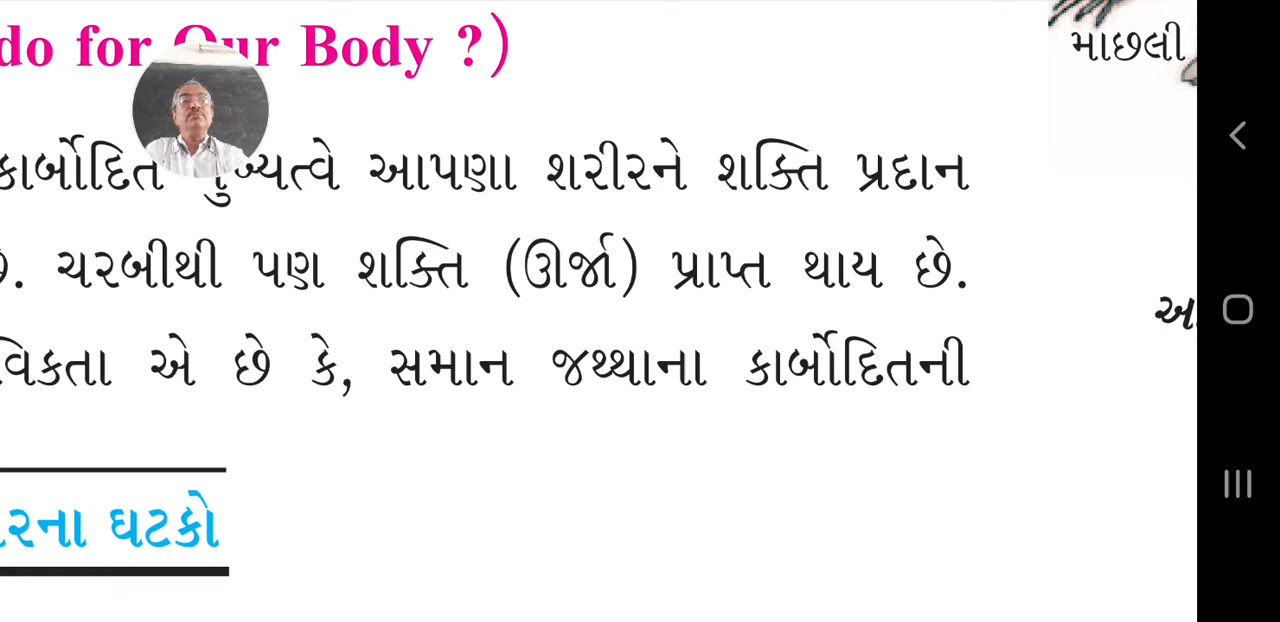 do for Our Body ?)
માછલી
કાર્બોદિત મુખ્યત્વે આપણા શરીરને શક્તિ પ્રદાન
છે. ચરબીથી પણ શક્તિ (ઊર્જા) પ્રાપ્ત થાય છે.
વિકતા એ છે કે, સમાન જથ્થાના કાર્બોદિતની
રના ઘટકો